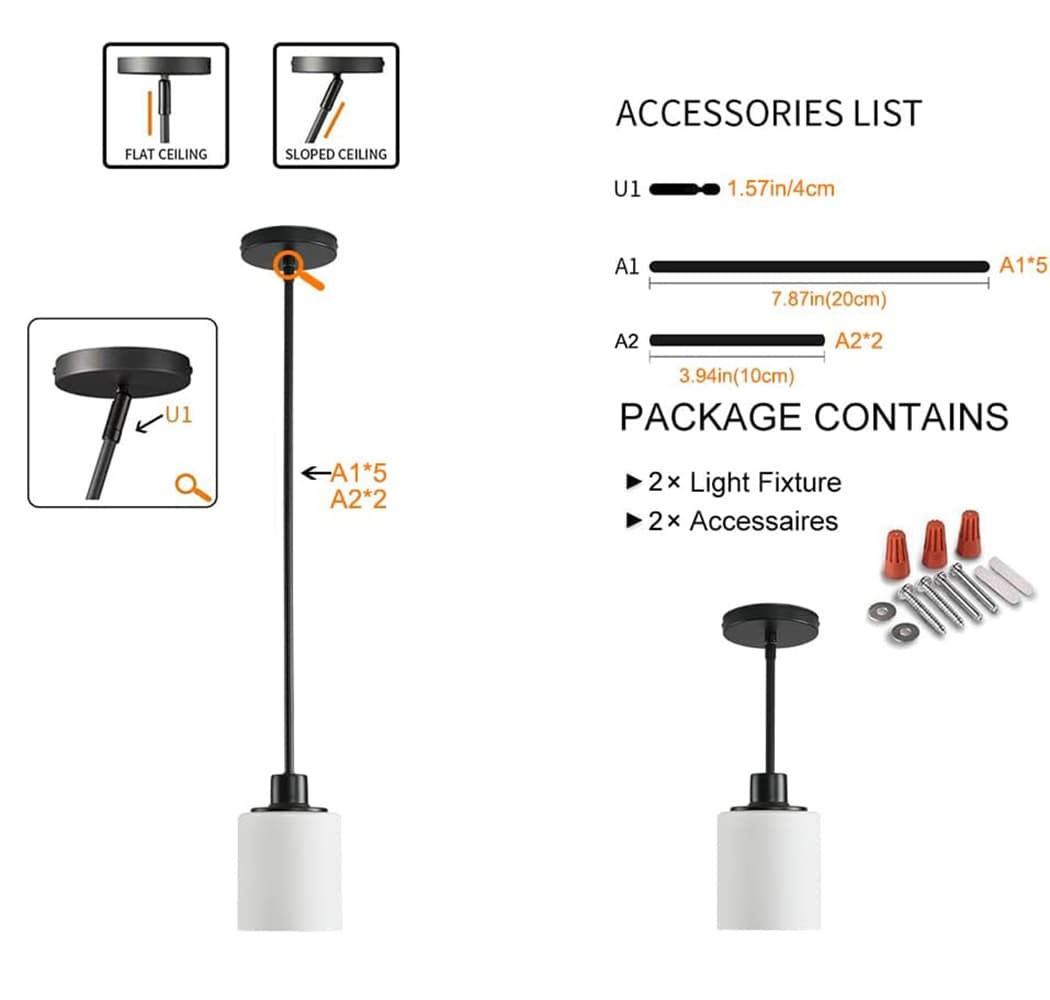 FLAT CEILING
SLOPED CEILING
U1
A1*5
A2*2
ACCESSORIES LIST
U1 1.57in/4cm
A1 A1*5
7.87in(20cm)
A2 A2*2
3.94in(10cm)
PACKAGE CONTAINS
►2× Light Fixture
►2× Accessaires